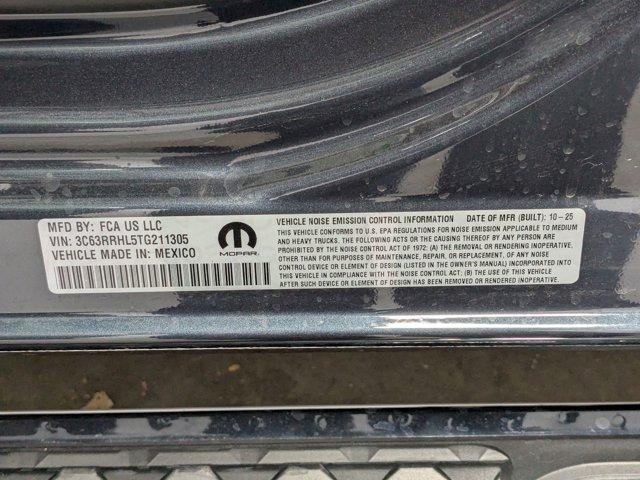 MFD BY: FCA US LLC
VIN: 3C63RRHL5TG211305
VEHICLE MADE IN: MEXICO
MOPAR.
VEHICLE NOISE EMISSION CONTROL INFORMATION DATE OF MFR (BUILT): 10-25
THIS VEHICLE CONFORMS TO U.S. EPA REGULATIONS FOR NOISE EMISSION APPLICABLE TO MEDIUM
AND HEAVY TRUCKS. THE FOLLOWING ACTS OR THE CAUSING THEREOF BY ANY PERSON
ARE PROHIBITED BY THE NOISE CONTROL ACT OF 1972: (A) THE REMOVAL OR RENDERING INOPERATIVE,
OTHER THAN FOR PURPOSES OF MAINTENANCE, REPAIR, OR REPLACEMENT, OF ANY NOISE
CONTROL DEVICE OR ELEMENT OF DESIGN (LISTED IN THE OWNER'S MANUAL) INCORPORATED INTO
THIS VEHICLE IN COMPLIANCE WITH THE NOISE CONTROL ACT; (B) THE USE OF THIS VEHICLE
AFTER SUCH DEVICE OR ELEMENT OF DESIGN HAS BEEN REMOVED OR RENDERED INOPERATIVE.